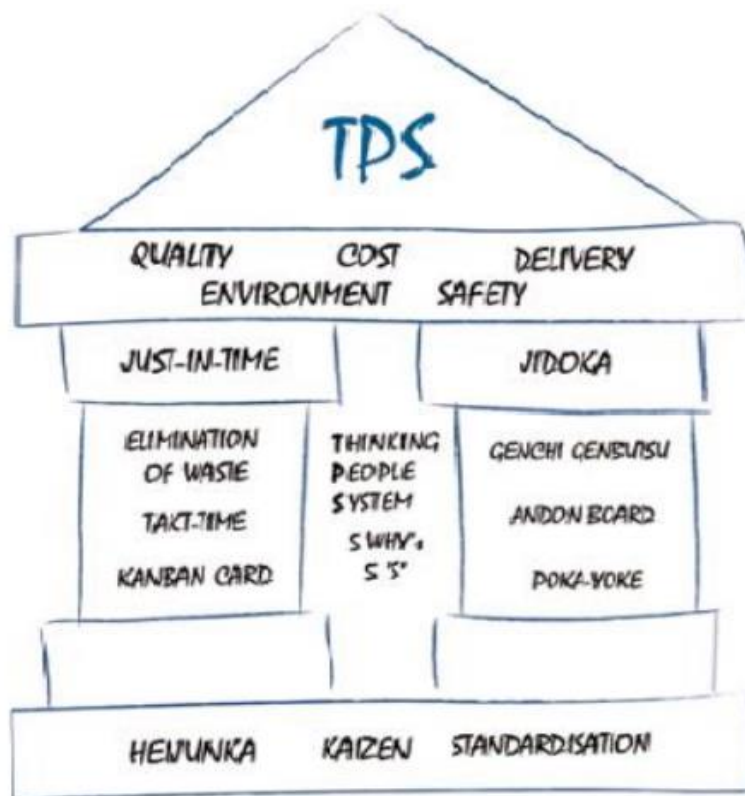 TPS
QUALITY COST DELIVERY
ENVIRONMENT SAFETY
JUST-IN-TIME
JIDOKA
ELIMINATION
OF WASTE
TAKT-TIME
KANBAN CARD
THINKING
PEOPLE
SYSTEM
5 WHY's
5 'S'
GENCHI GENBUTSU
ANDON BOARD
POKA-YOKE
HEIJUNKA KAIZEN STANDARDISATION